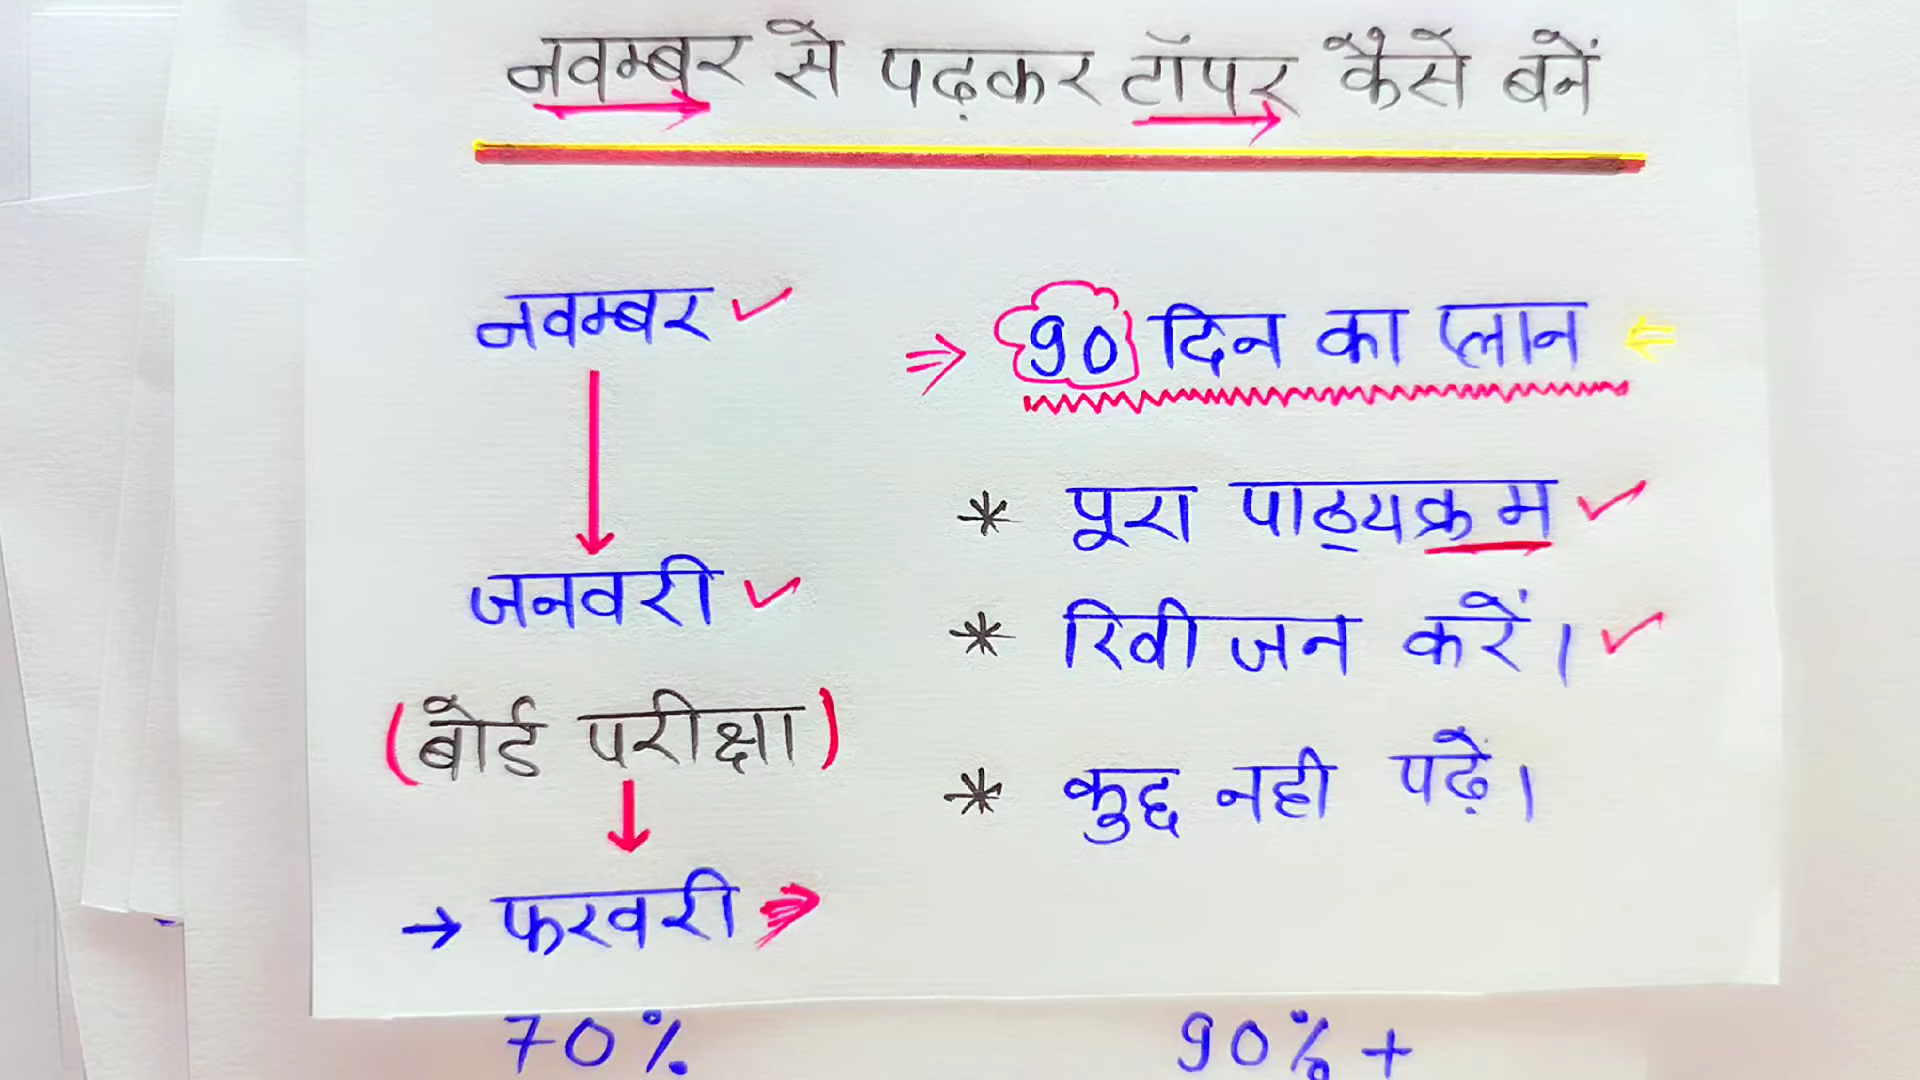 नवम्बर से पढ़कर टॉपर कैसे बनें
नवम्बर
जनवरी
(बोर्ड परीक्षा)
→ फरवरी
⇒ 90 दिन का प्लान
* पूरा पाठ्यक्रम
* रिवीजन करें।
* कुछ नही पढ़ें।
70%
90% +